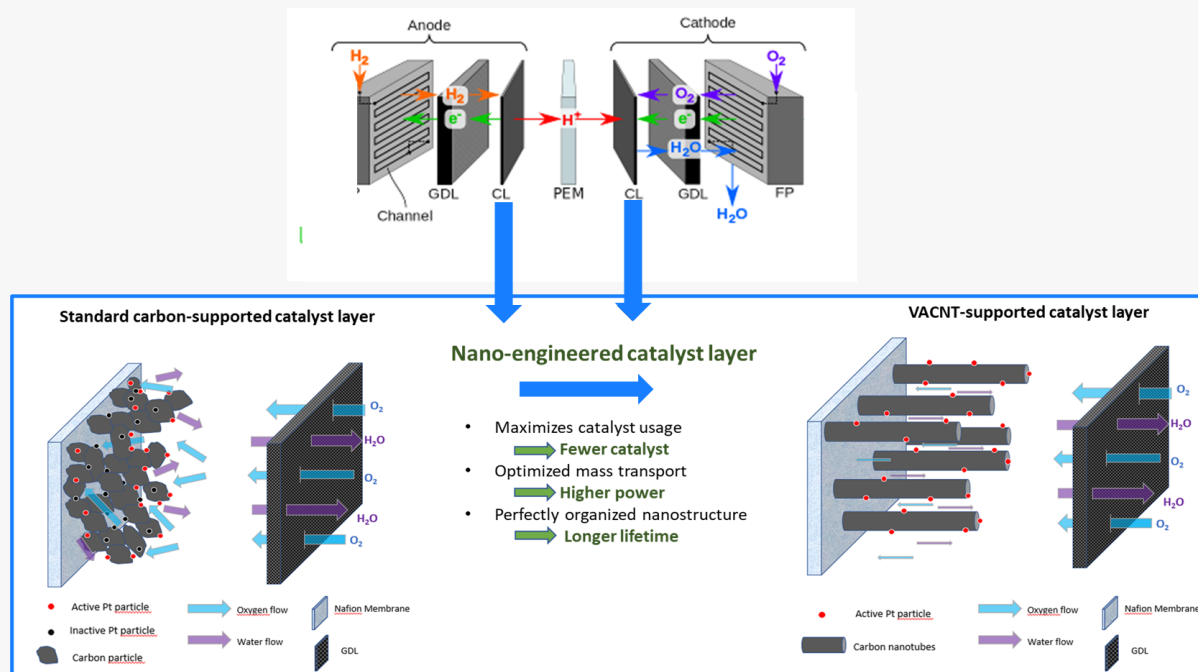 Anode
Cathode
H2
O2
H2
O2
e-
H+
e-
H2O
GDL
CL
PEM
CL
GDL
FP
Channel
H2O
Standard carbon-supported catalyst layer
VACNT-supported catalyst layer
Nano-engineered catalyst layer
• Maximizes catalyst usage
Fewer catalyst
• Optimized mass transport
Higher power
• Perfectly organized nanostructure
Longer lifetime
O2
H2O
O2
H2O
O2
O2
H2O
O2
H2O
O2
Active Pt particle
Oxygen flow
Nafion Membrane
Inactive Pt particle
Water flow
GDL
Carbon particle
Active Pt particle
Oxygen flow
Nafion Membrane
Carbon nanotubes
Water flow
GDL